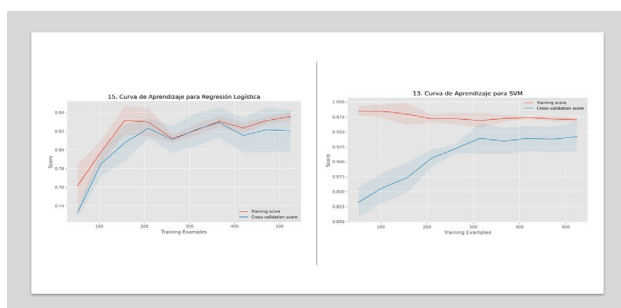 15. Curva de Aprendizaje para Regresión Logística
0.84
0.82
0.80
0.78
0.76
0.74
Score
100
200
300
400
500
Training Examples
Training score
Cross-validation score
13. Curva de Aprendizaje para SVM
1.000
0.975
0.950
0.925
0.900
0.875
0.850
0.825
0.800
Score
100
200
300
400
500
Training Examples
Training score
Cross-validation score